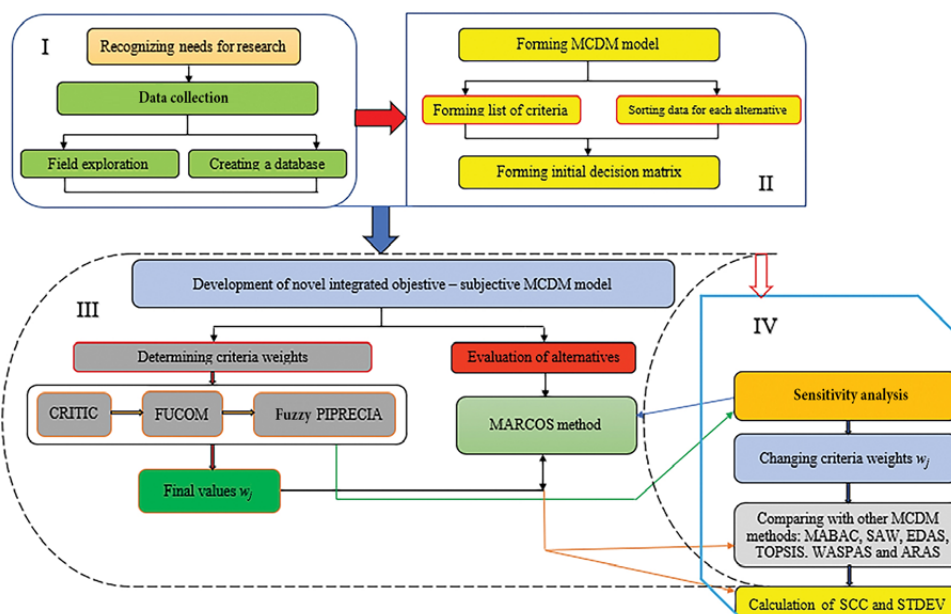 I
Recognizing needs for research
Data collection
Field exploration
Creating a database
Forming MCDM model
Forming list of criteria
Sorting data for each alternative
Forming initial decision matrix
II
Development of novel integrated objective – subjective MCDM model
III
Determining criteria weights
Evaluation of alternatives
CRITIC
FUCOM
Fuzzy PIPRECIA
MARCOS method
Final values wj
IV
Sensitivity analysis
Changing criteria weights wj
Comparing with other MCDM
methods: MABAC, SAW, EDAS,
TOPSIS. WASPAS and ARAS
Calculation of SCC and STDEV